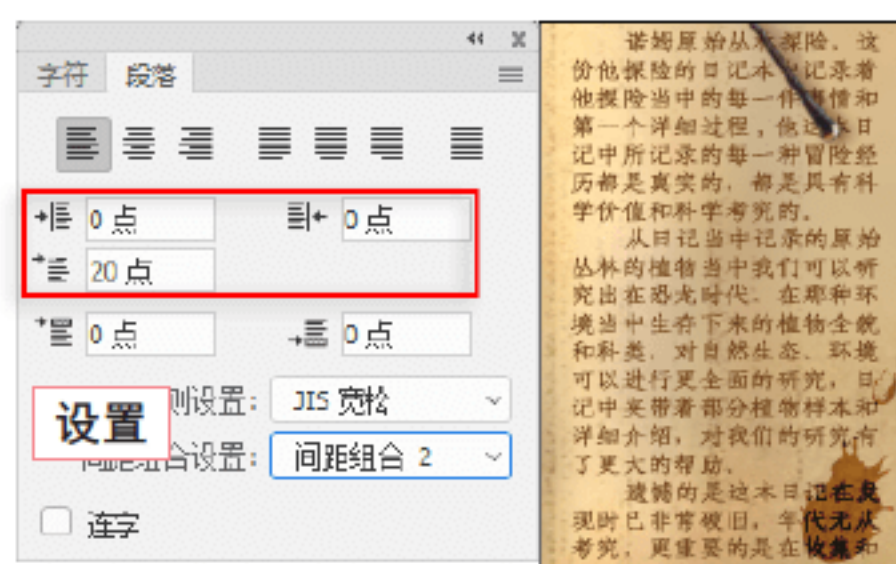 字符 段落
0 点 0 点
20 点
0 点 0 点
则设置: JIS 宽松
设置
间距组合设置: 间距组合 2
连字
诺姆原始丛林探险。这
份他探险的日记本 记录着
他探险当中的每一件事情和
第一个详细过程，他这本日
记中所记录的每一种冒险经
历都是真实的，都是具有科
学价值和科学考究的。
从日记当中记录的原始
丛林的植物当中我们可以研
究出在恐龙时代。在那种环
境当中生存下来的植物全貌
和科类。对自然生态、环境
可以进行更全面的研究，日
记中夹带着部分植物样本和
详细介绍，对我们的研究有
了更大的帮助。
遗憾的是这本日记在发
现时已非常破旧，年代无从
考究，更重要的是在收集和